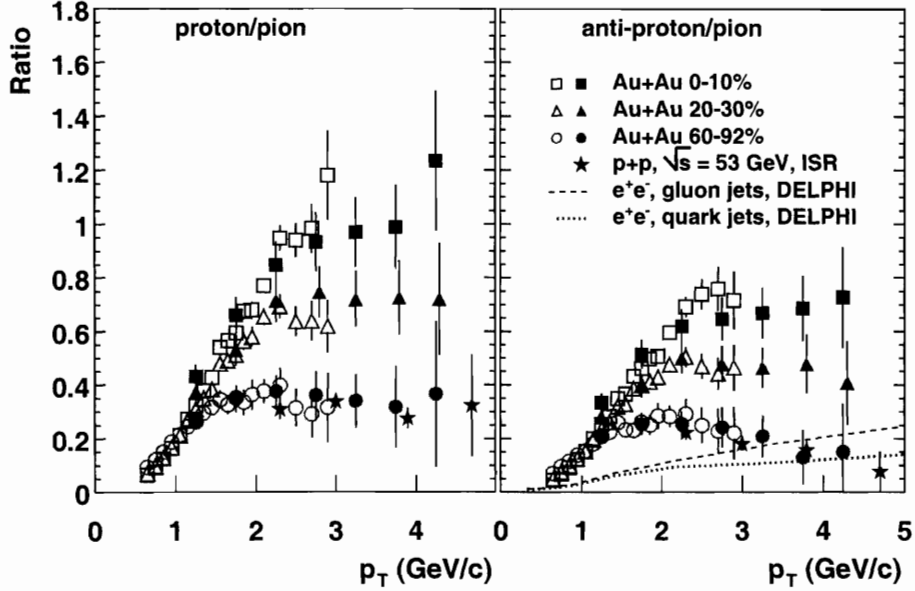 proton/pion
Ratio
1.8
1.6
1.4
1.2
1
0.8
0.6
0.4
0.2
0
0 1 2 3 4
p_T (GeV/c)
anti-proton/pion
Au+Au 0-10%
Au+Au 20-30%
Au+Au 60-92%
p+p, √s = 53 GeV, ISR
e⁺e⁻, gluon jets, DELPHI
e⁺e⁻, quark jets, DELPHI
0 1 2 3 4 5
p_T (GeV/c)